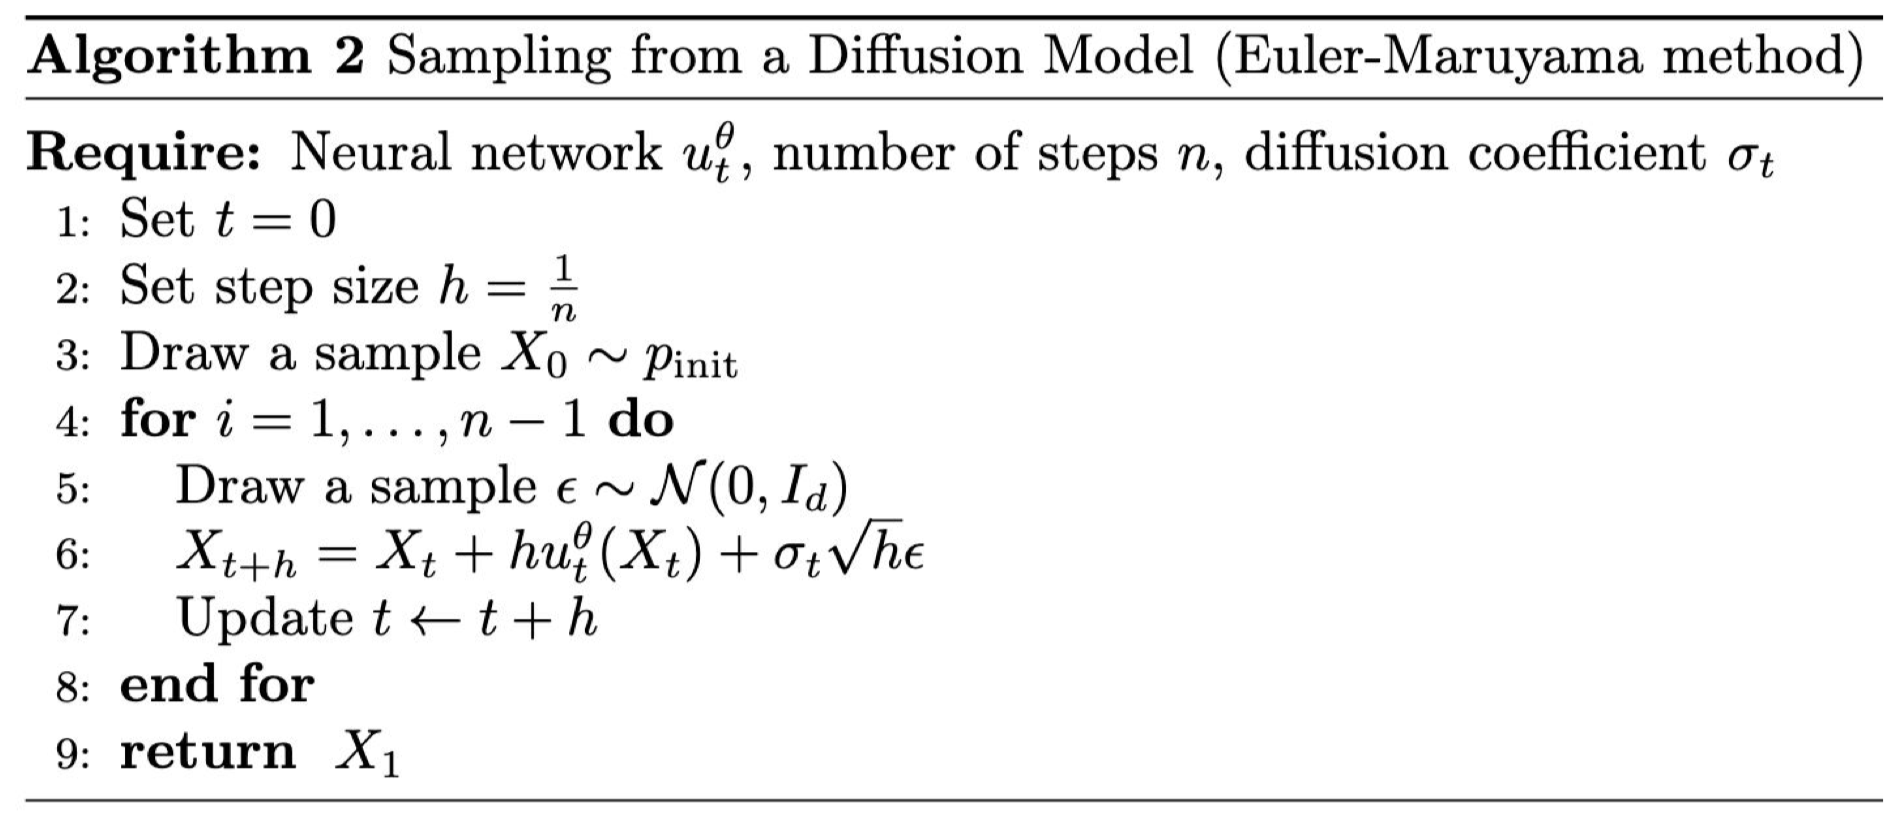 Algorithm 2 Sampling from a Diffusion Model (Euler-Maruyama method)
Require: Neural network $u_t^\theta$, number of steps $n$, diffusion coefficient $\sigma_t$
1: Set $t = 0$
2: Set step size $h = \frac{1}{n}$
3: Draw a sample $X_0 \sim p_{\text{init}}$
4: for $i = 1, \ldots, n - 1$ do
5: Draw a sample $\epsilon \sim \mathcal{N}(0, I_d)$
6: $X_{t+h} = X_t + h u_t^\theta(X_t) + \sigma_t \sqrt{h} \epsilon$
7: Update $t \leftarrow t + h$
8: end for
9: return $X_1$